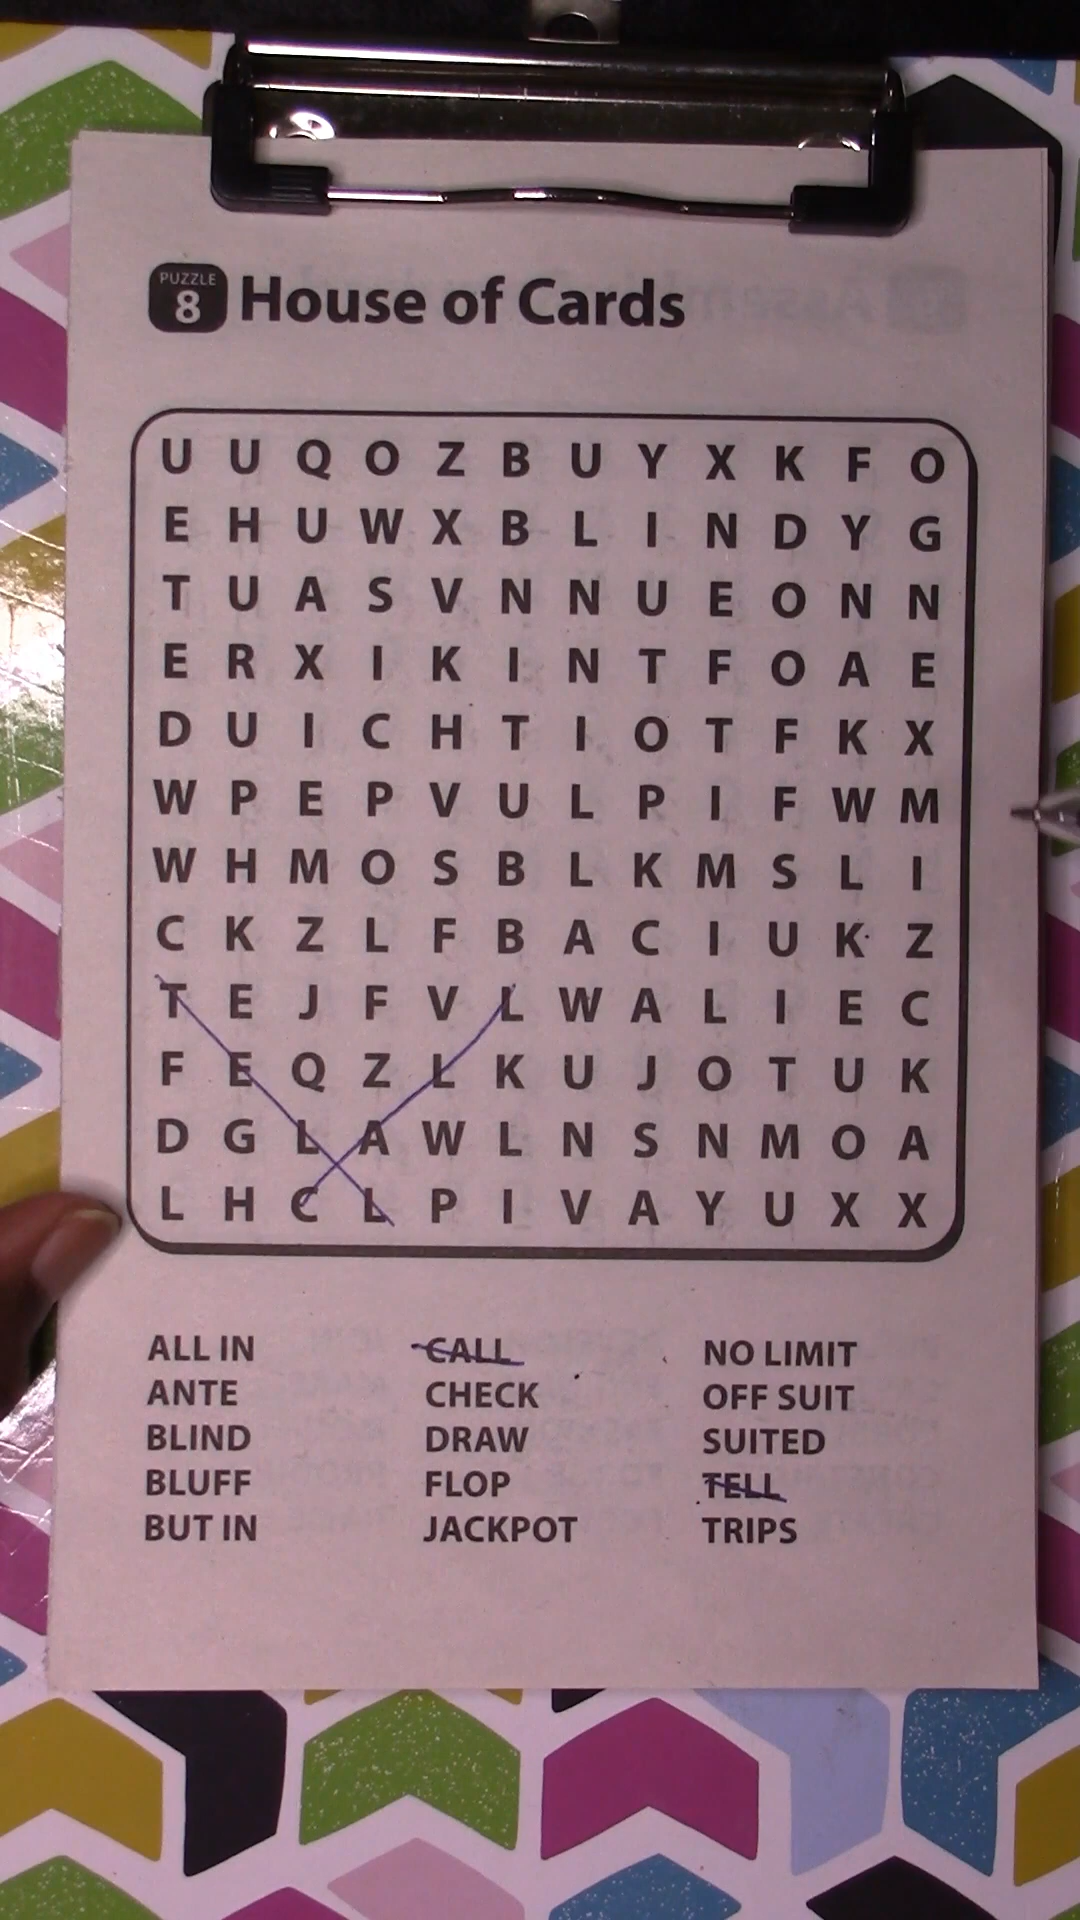 PUZZLE
8 House of Cards
U U Q O Z B U Y X K F O
E H U W X B L I N D Y G
T U A S V N N U E O N N
E R X I K I N T F O A E
D U I C H T I O T F K X
W P E P V U L P I F W M
W H M O S B L K M S L I
C K Z L F B A C I U K Z
T E J F V L W A L I E C
F E Q Z L K U J O T U K
D G L A W L N S N M O A
L H C L P I V A Y U X X
ALL IN CALL NO LIMIT
ANTE CHECK OFF SUIT
BLIND DRAW SUITED
BLUFF FLOP TELL
BUT IN JACKPOT TRIPS